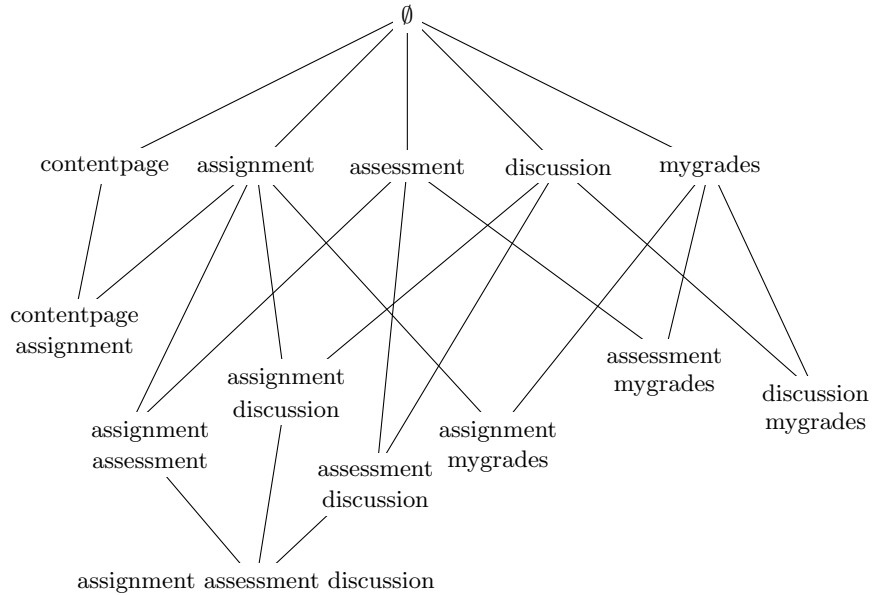 ∅
contentpage
assignment
assessment
discussion
mygrades
contentpage
assignment
assignment
discussion
assessment
mygrades
discussion
mygrades
assignment
assessment
assessment
discussion
assignment
mygrades
assignment assessment discussion